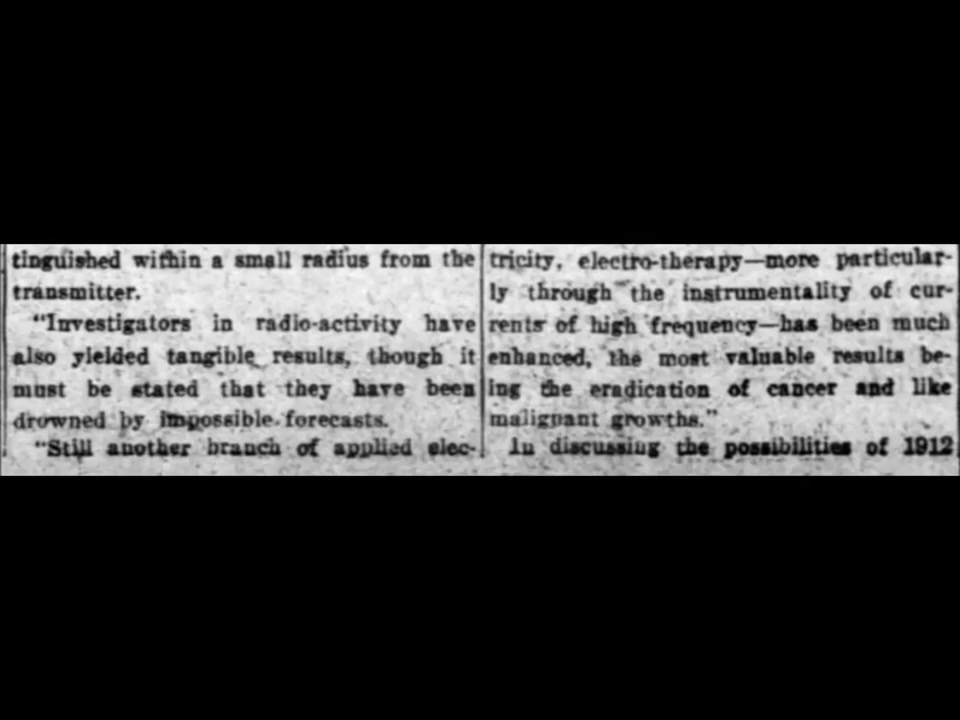 tinguished within a small radius from the
transmitter.
"Investigators in radio-activity have
also yielded tangible results, though it
must be stated that they have been
drowned by impossible forecasts.
"Still another branch of applied elec-
tricity, electro-therapy—more particular-
ly through the instrumentality of cur-
rents of high frequency—has been much
enhanced, the most valuable results be-
ing the eradication of cancer and like
malignant growths."
In discussing the possibilities of 1912